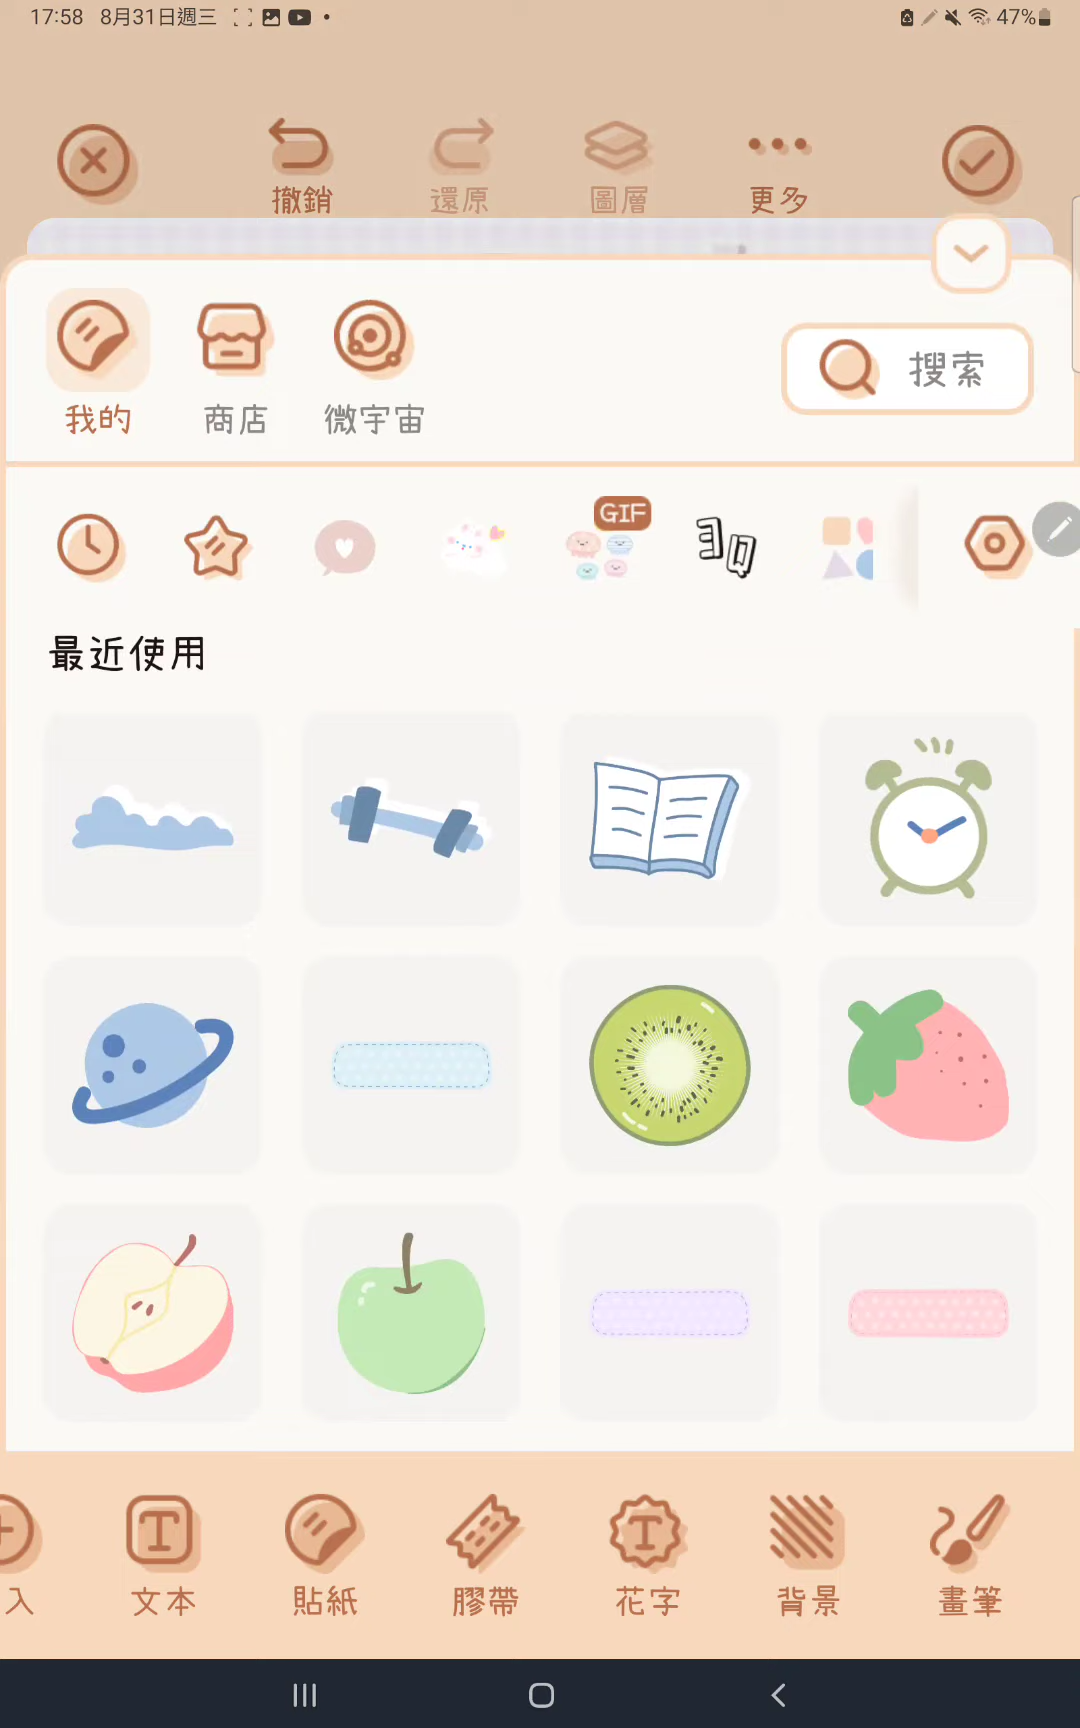 17:58 8月31日週三 47%
撤銷 還原 圖層 更多
我的 商店 微宇宙 搜索
GIF
ヨQ
最近使用
入 文本 貼紙 膠帶 花字 背景 畫筆